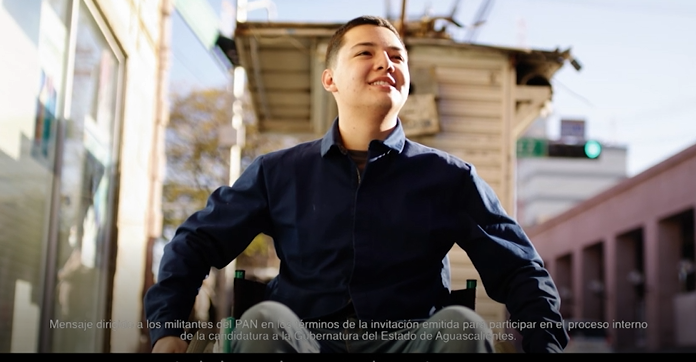 Mensaje dirigido a los militantes del PAN en los términos de la invitación emitida para participar en el proceso interno
de la candidatura a la Gubernatura del Estado de Aguascalientes.